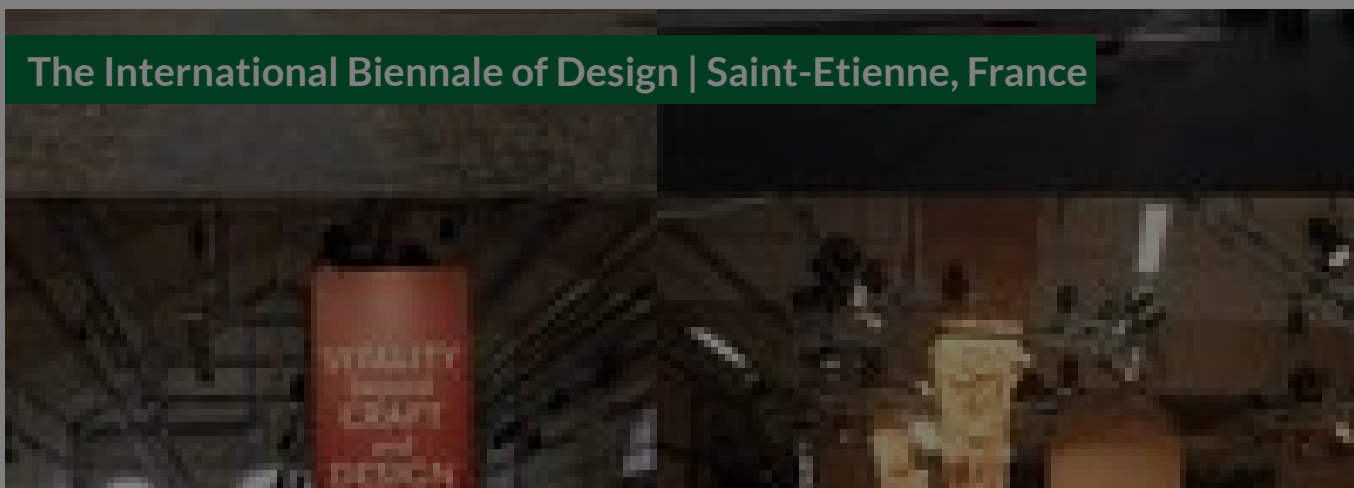 The International Biennale of Design | Saint-Etienne, France
VITALITY
CRAFT
and
DESIGN